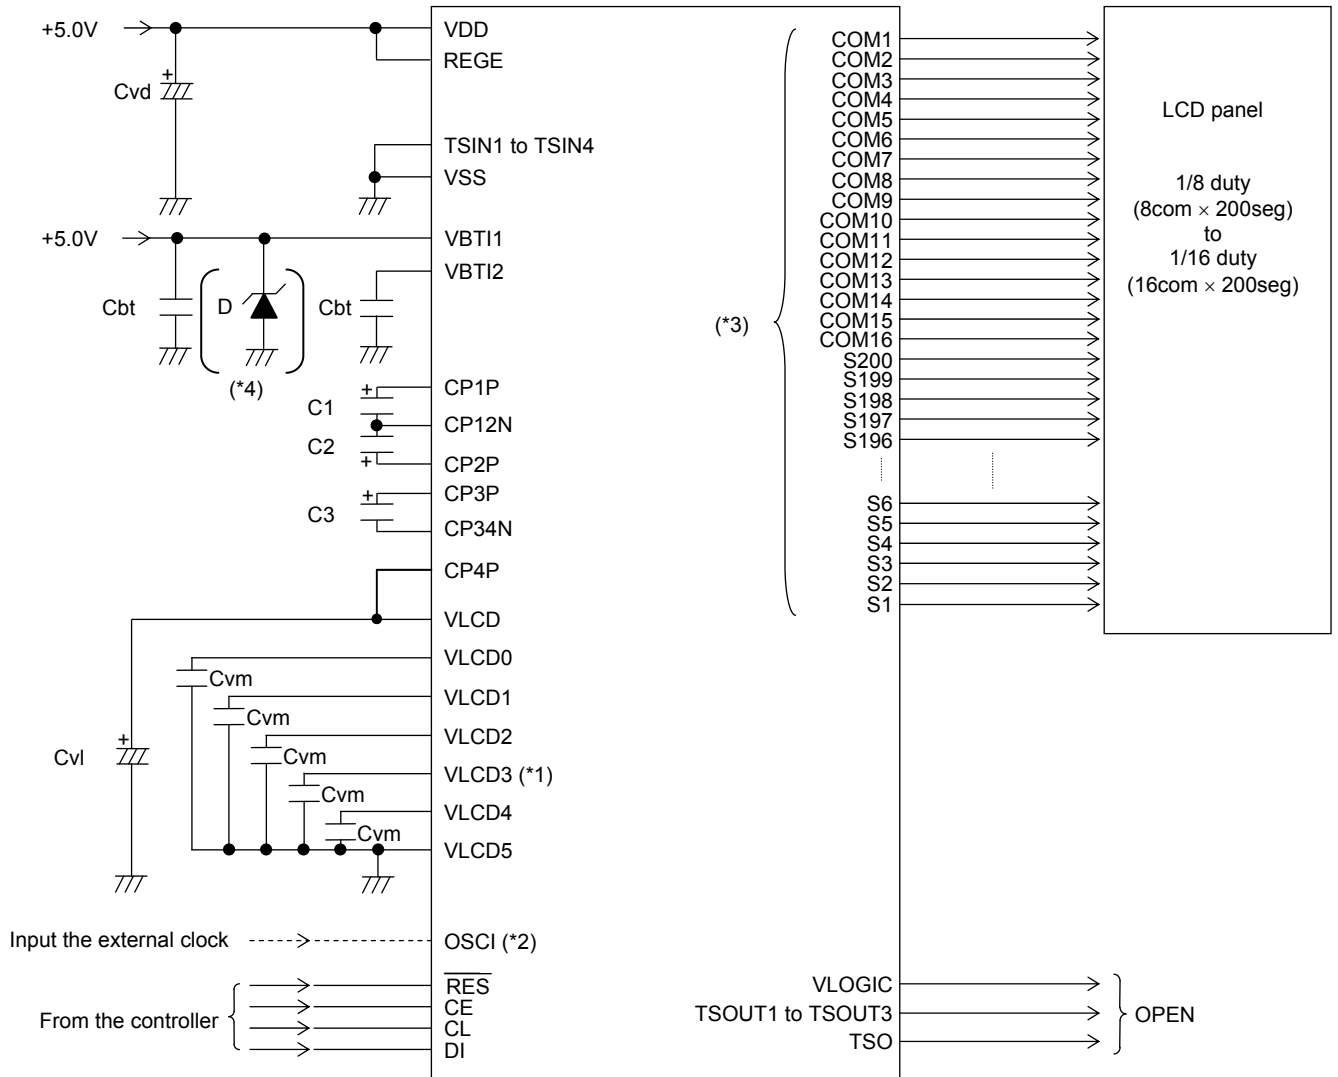 +5.0V
VDD
REGE
+
Cvd
TSIN1 to TSIN4
VSS
+5.0V
VBTI1
VBTI2
Cbt
D
Cbt
(*4)
CP1P
+
C1
CP12N
C2
+
CP2P
CP3P
+
C3
CP34N
CP4P
VLCD
VLCD0
Cvm
VLCD1
Cvm
VLCD2
Cvm
VLCD3 (*1)
Cvm
VLCD4
Cvm
VLCD5
+
Cvl
Input the external clock
OSCI (*2)
From the controller
RES
CE
CL
DI
(*3)
COM1
COM2
COM3
COM4
COM5
COM6
COM7
COM8
COM9
COM10
COM11
COM12
COM13
COM14
COM15
COM16
S200
S199
S198
S197
S196
S6
S5
S4
S3
S2
S1
LCD panel
1/8 duty
(8com × 200seg)
to
1/16 duty
(16com × 200seg)
VLOGIC
TSOUT1 to TSOUT3
TSO
OPEN